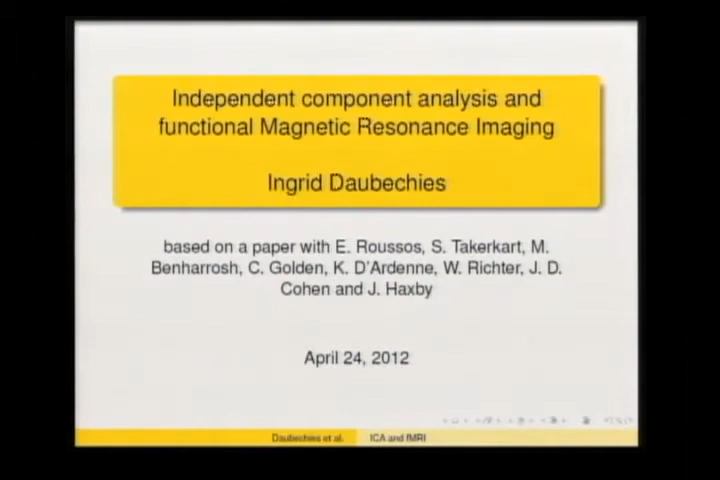 Independent component analysis and
functional Magnetic Resonance Imaging
Ingrid Daubechies
based on a paper with E. Roussos, S. Takerkart, M.
Benharrosh, C. Golden, K. D'Ardenne, W. Richter, J. D.
Cohen and J. Haxby
April 24, 2012
Daubechies et al. ICA and fMRI